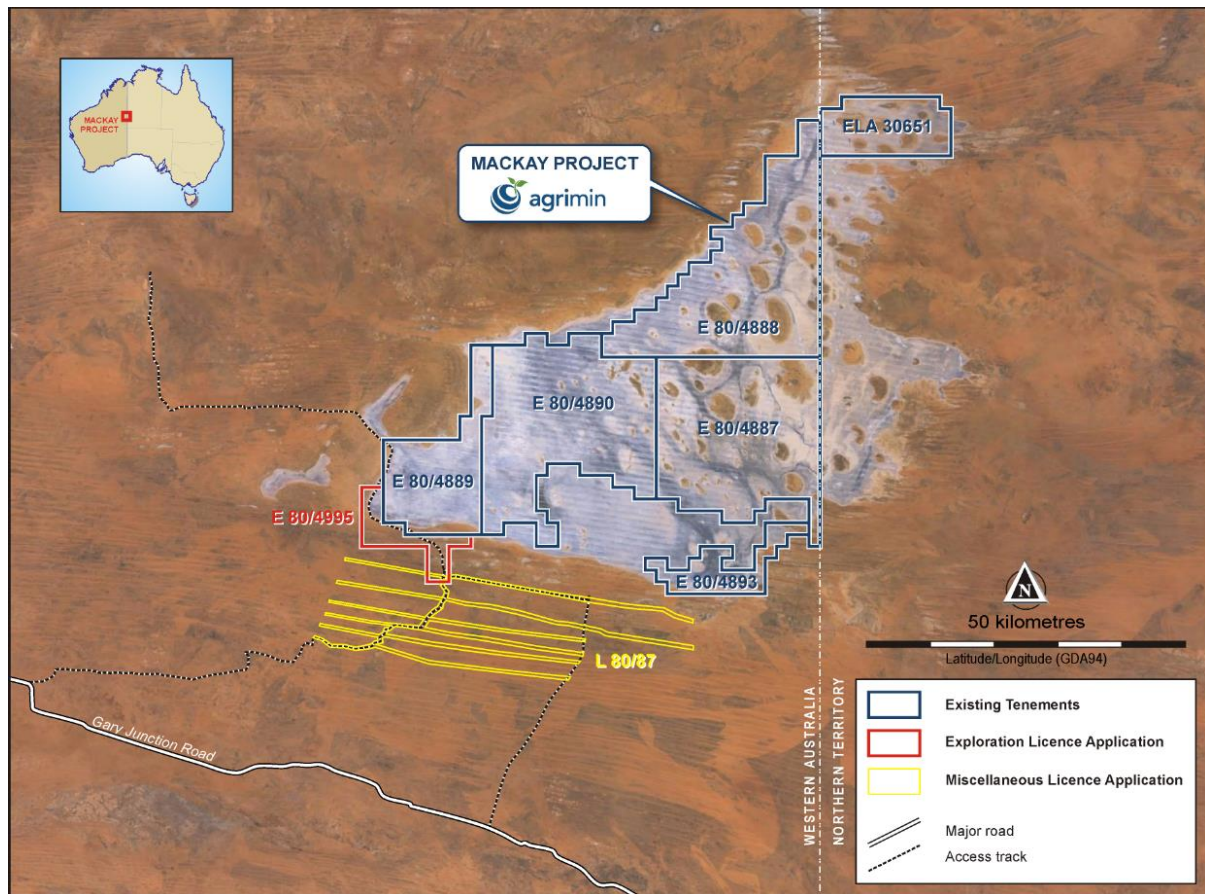 MACKAY
PROJECT
MACKAY PROJECT
agrimin
ELA 30651
E 80/4888
E 80/4890
E 80/4887
E 80/4889
E 80/4995
E 80/4893
L 80/87
Gary Junction Road
WESTERN AUSTRALIA
NORTHERN TERRITORY
N
50 kilometres
Latitude/Longitude (GDA94)
Existing Tenements
Exploration Licence Application
Miscellaneous Licence Application
Major road
Access track